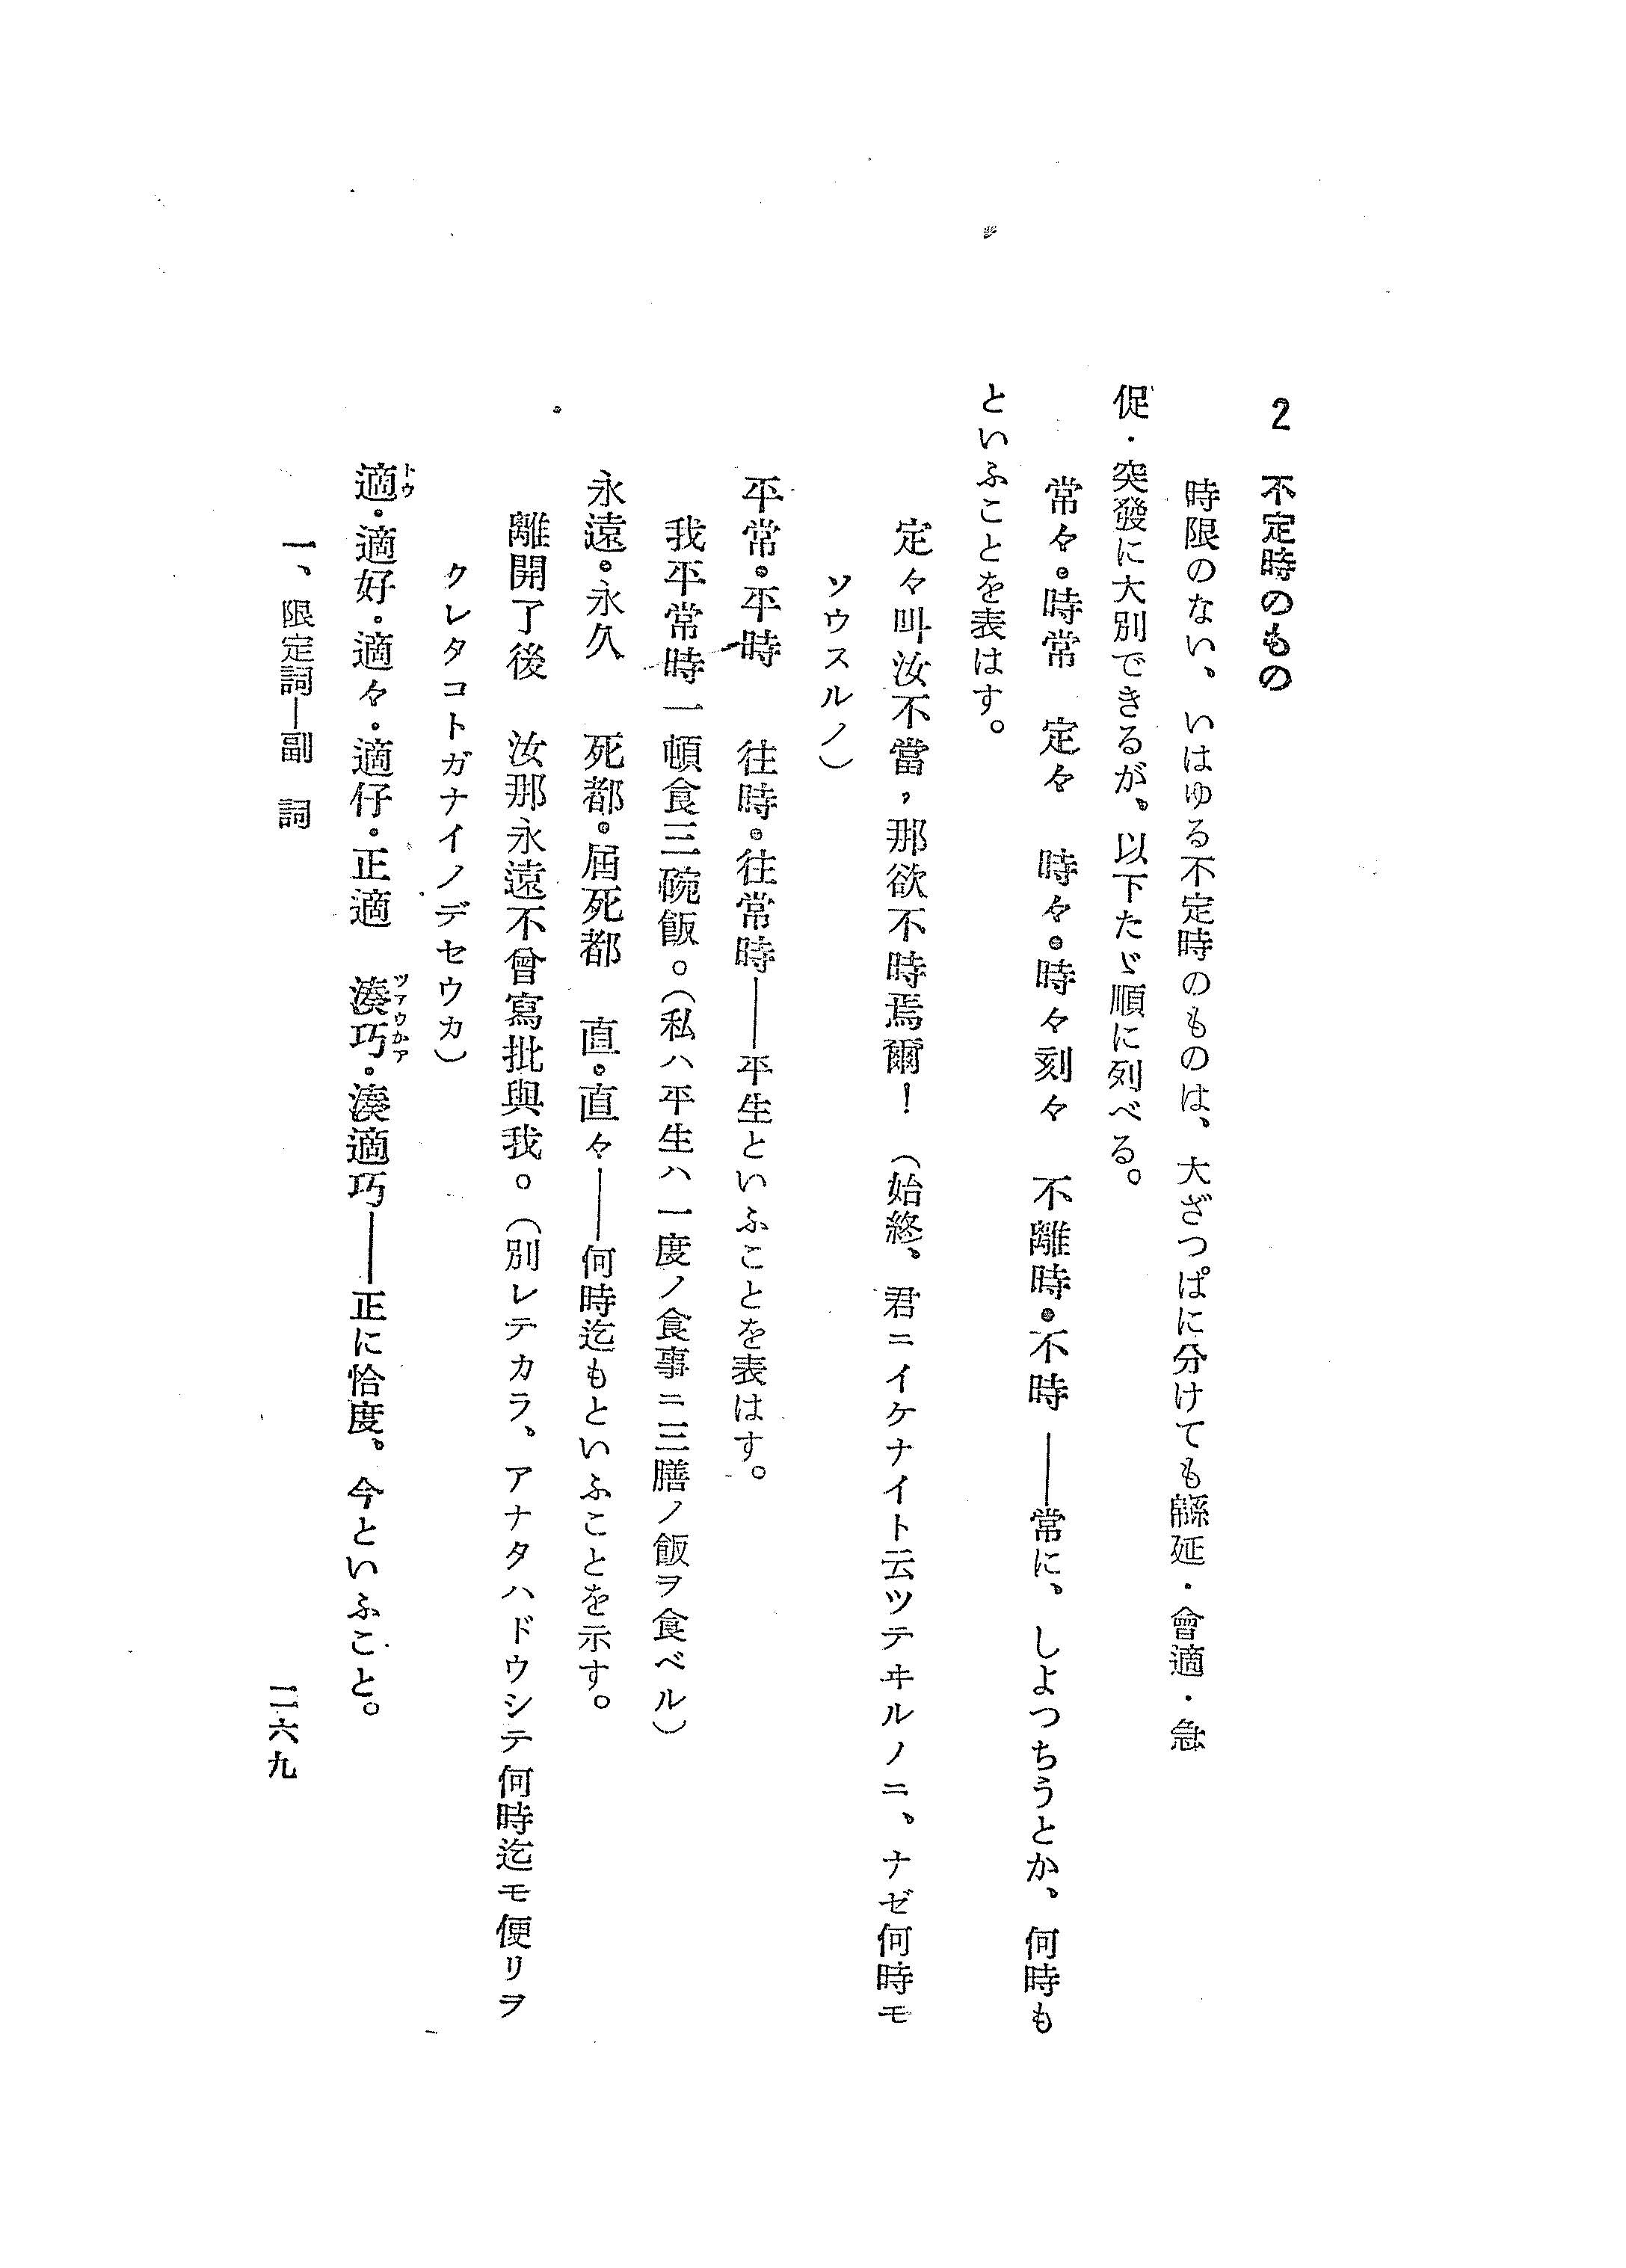 2 不定時のもの
時限のない、いはゆる不定時のものは、大ざつぱに分けても緜延・會適・急
促・突發に大別できるが、以下たゞ順に列べる。
常々・時常 定々 時々・時々刻々 不離時・不時――常に、しよつちうとか、何時も
といふことを表はす。
定々叫汝不當，那欲不時焉爾！（始終、君ニイケナイト云ツテヰルノニ、ナゼ何時モ
ソウスルノ）
平常・平時 往時・往常時――平生といふことを表はす。
我平常時一頓食三碗飯。（私ハ平生ハ一度ノ食事ニ三膳ノ飯ヲ食ベル）
永遠・永久 死都・屆死都 直・直々――何時迄もといふことを示す。
離開了後 汝那永遠不曾寫批與我。（別レテカラ、アナタハドウシテ何時迄モ便リヲ
クレタコトガナイノデセウカ）
適・適好・適々・適仔・正適 湊巧・湊適巧――正に恰度、今といふこと。
トウ
ツァウカァ
一、限定詞―副 詞
二六九